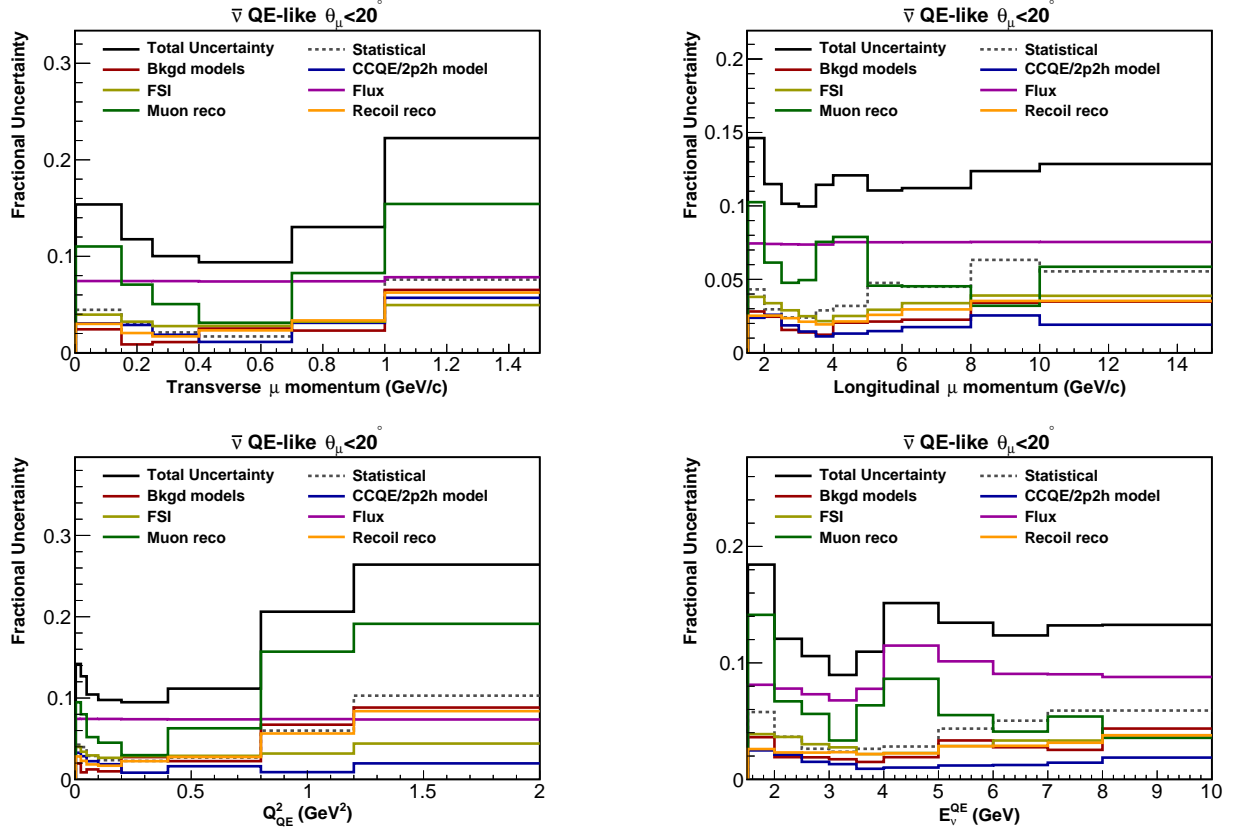 ν̄ QE-like θμ<20°
Fractional Uncertainty
0.3
0.2
0.1
0
Total Uncertainty
Statistical
Bkgd models
CCQE/2p2h model
FSI
Flux
Muon reco
Recoil reco
0 0.2 0.4 0.6 0.8 1 1.2 1.4
Transverse μ momentum (GeV/c)
ν̄ QE-like θμ<20°
Fractional Uncertainty
0.2
0.15
0.1
0.05
0
Total Uncertainty
Statistical
Bkgd models
CCQE/2p2h model
FSI
Flux
Muon reco
Recoil reco
2 4 6 8 10 12 14
Longitudinal μ momentum (GeV/c)
ν̄ QE-like θμ<20°
Fractional Uncertainty
0.3
0.2
0.1
0
Total Uncertainty
Statistical
Bkgd models
CCQE/2p2h model
FSI
Flux
Muon reco
Recoil reco
0 0.5 1 1.5 2
Q²QE (GeV²)
ν̄ QE-like θμ<20°
Fractional Uncertainty
0.2
0.1
0
Total Uncertainty
Statistical
Bkgd models
CCQE/2p2h model
FSI
Flux
Muon reco
Recoil reco
2 3 4 5 6 7 8 9 10
EνQE (GeV)